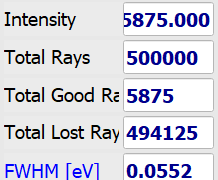 Intensity 5875.000
Total Rays 500000
Total Good Ra 5875
Total Lost Ray 494125
FWHM [eV] 0.0552